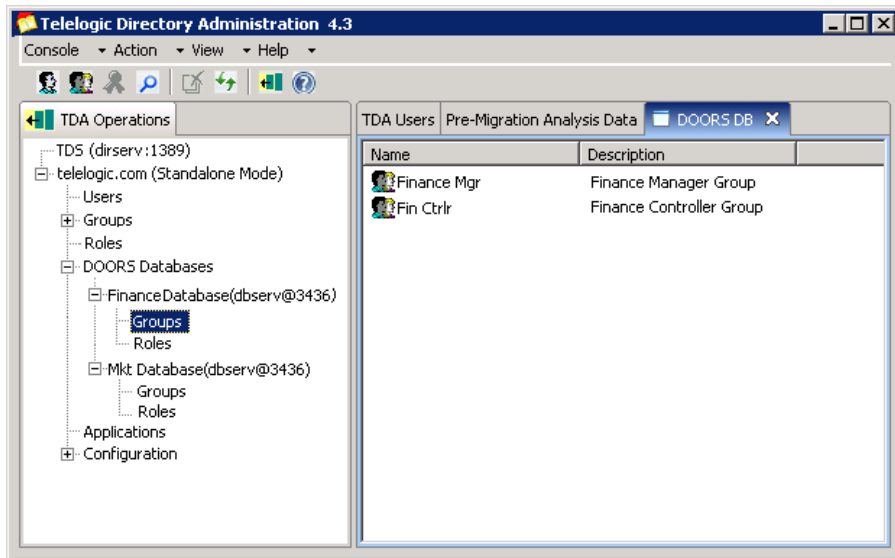 Telelogic Directory Administration 4.3
Console Action View Help
TDA Operations
TDS (dirserv:1389)
telelogic.com (Standalone Mode)
Users
Groups
Roles
DOORS Databases
FinanceDatabase(dbserv@3436)
Groups
Roles
Mkt Database(dbserv@3436)
Groups
Roles
Applications
Configuration
TDA Users Pre-Migration Analysis Data DOORS DB
Name Description
Finance Mgr Finance Manager Group
Fin Ctrlr Finance Controller Group